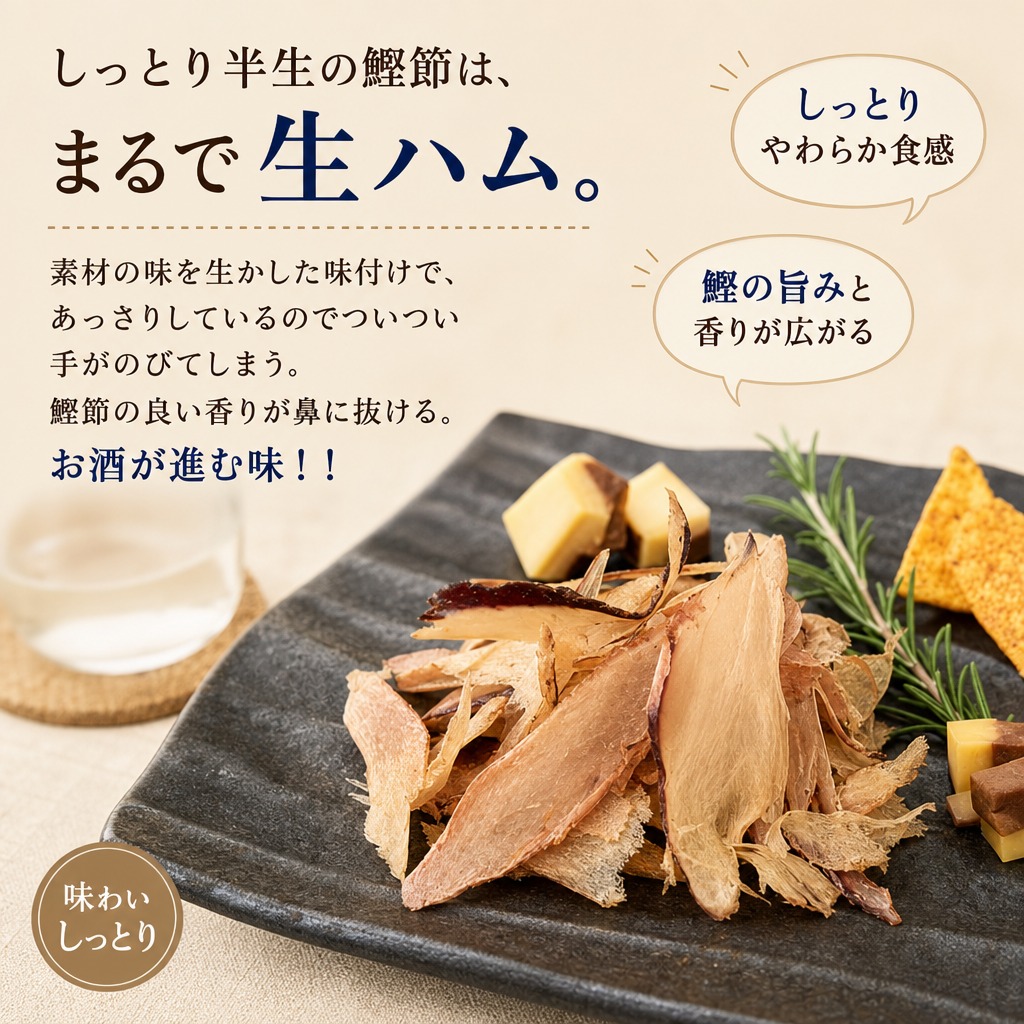 しっとり半生の鰹節は、
まるで生ハム。
素材の味を生かした味付けで、
あっさりしているのでついつい
手がのびてしまう。
鰹節の良い香りが鼻に抜ける。
お酒が進む味！！
しっとり
やわらか食感
鰹の旨みと
香りが広がる
味わい
しっとり